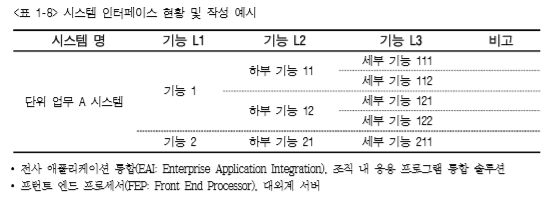 <표 1-8> 시스템 인터페이스 현황 및 작성 예시
시스템 명 기능 L1 기능 L2 기능 L3 비고
단위 업무 A 시스템 기능 1 하부 기능 11 세부 기능 111
세부 기능 112
하부 기능 12 세부 기능 121
세부 기능 122
기능 2 하부 기능 21 세부 기능 211
• 전사 애플리케이션 통합(EAI: Enterprise Application Integration), 조직 내 응용 프로그램 통합 솔루션
• 프런트 엔드 프로세서(FEP: Front End Processor), 대외계 서버